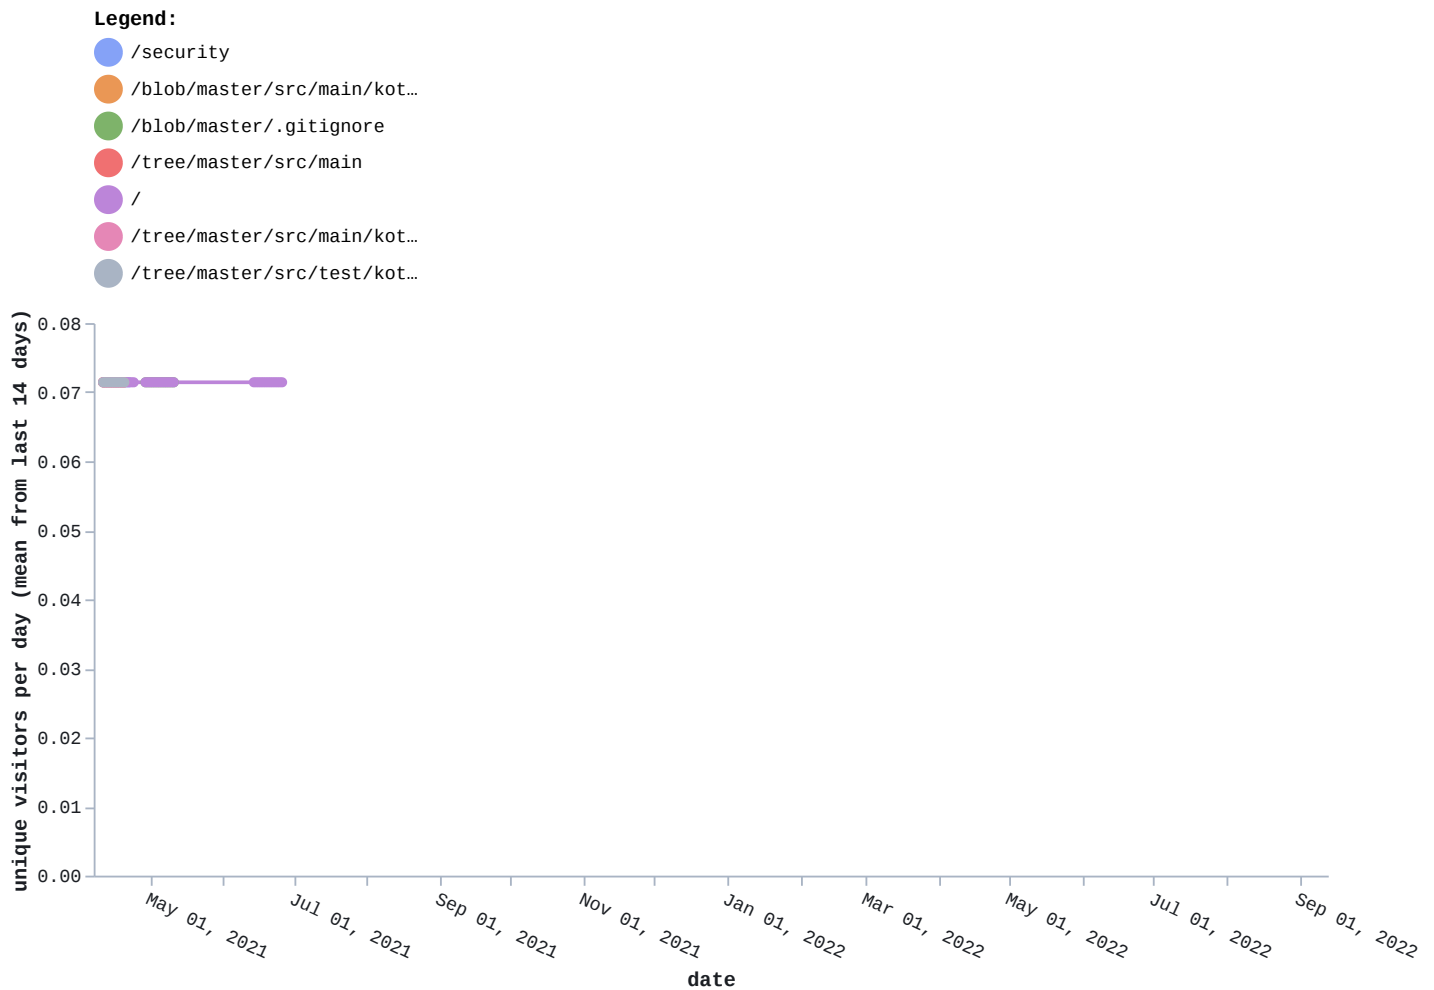 Legend:
/security
/blob/master/src/main/kot…
/blob/master/.gitignore
/tree/master/src/main
/
/tree/master/src/main/kot…
/tree/master/src/test/kot…
unique visitors per day (mean from last 14 days)
0.08
0.07
0.06
0.05
0.04
0.03
0.02
0.01
0.00
May 01, 2021
Jul 01, 2021
Sep 01, 2021
Nov 01, 2021
Jan 01, 2022
Mar 01, 2022
May 01, 2022
Jul 01, 2022
Sep 01, 2022
date